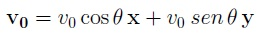 v₀ = v₀ cos θ x + v₀ sen θ y